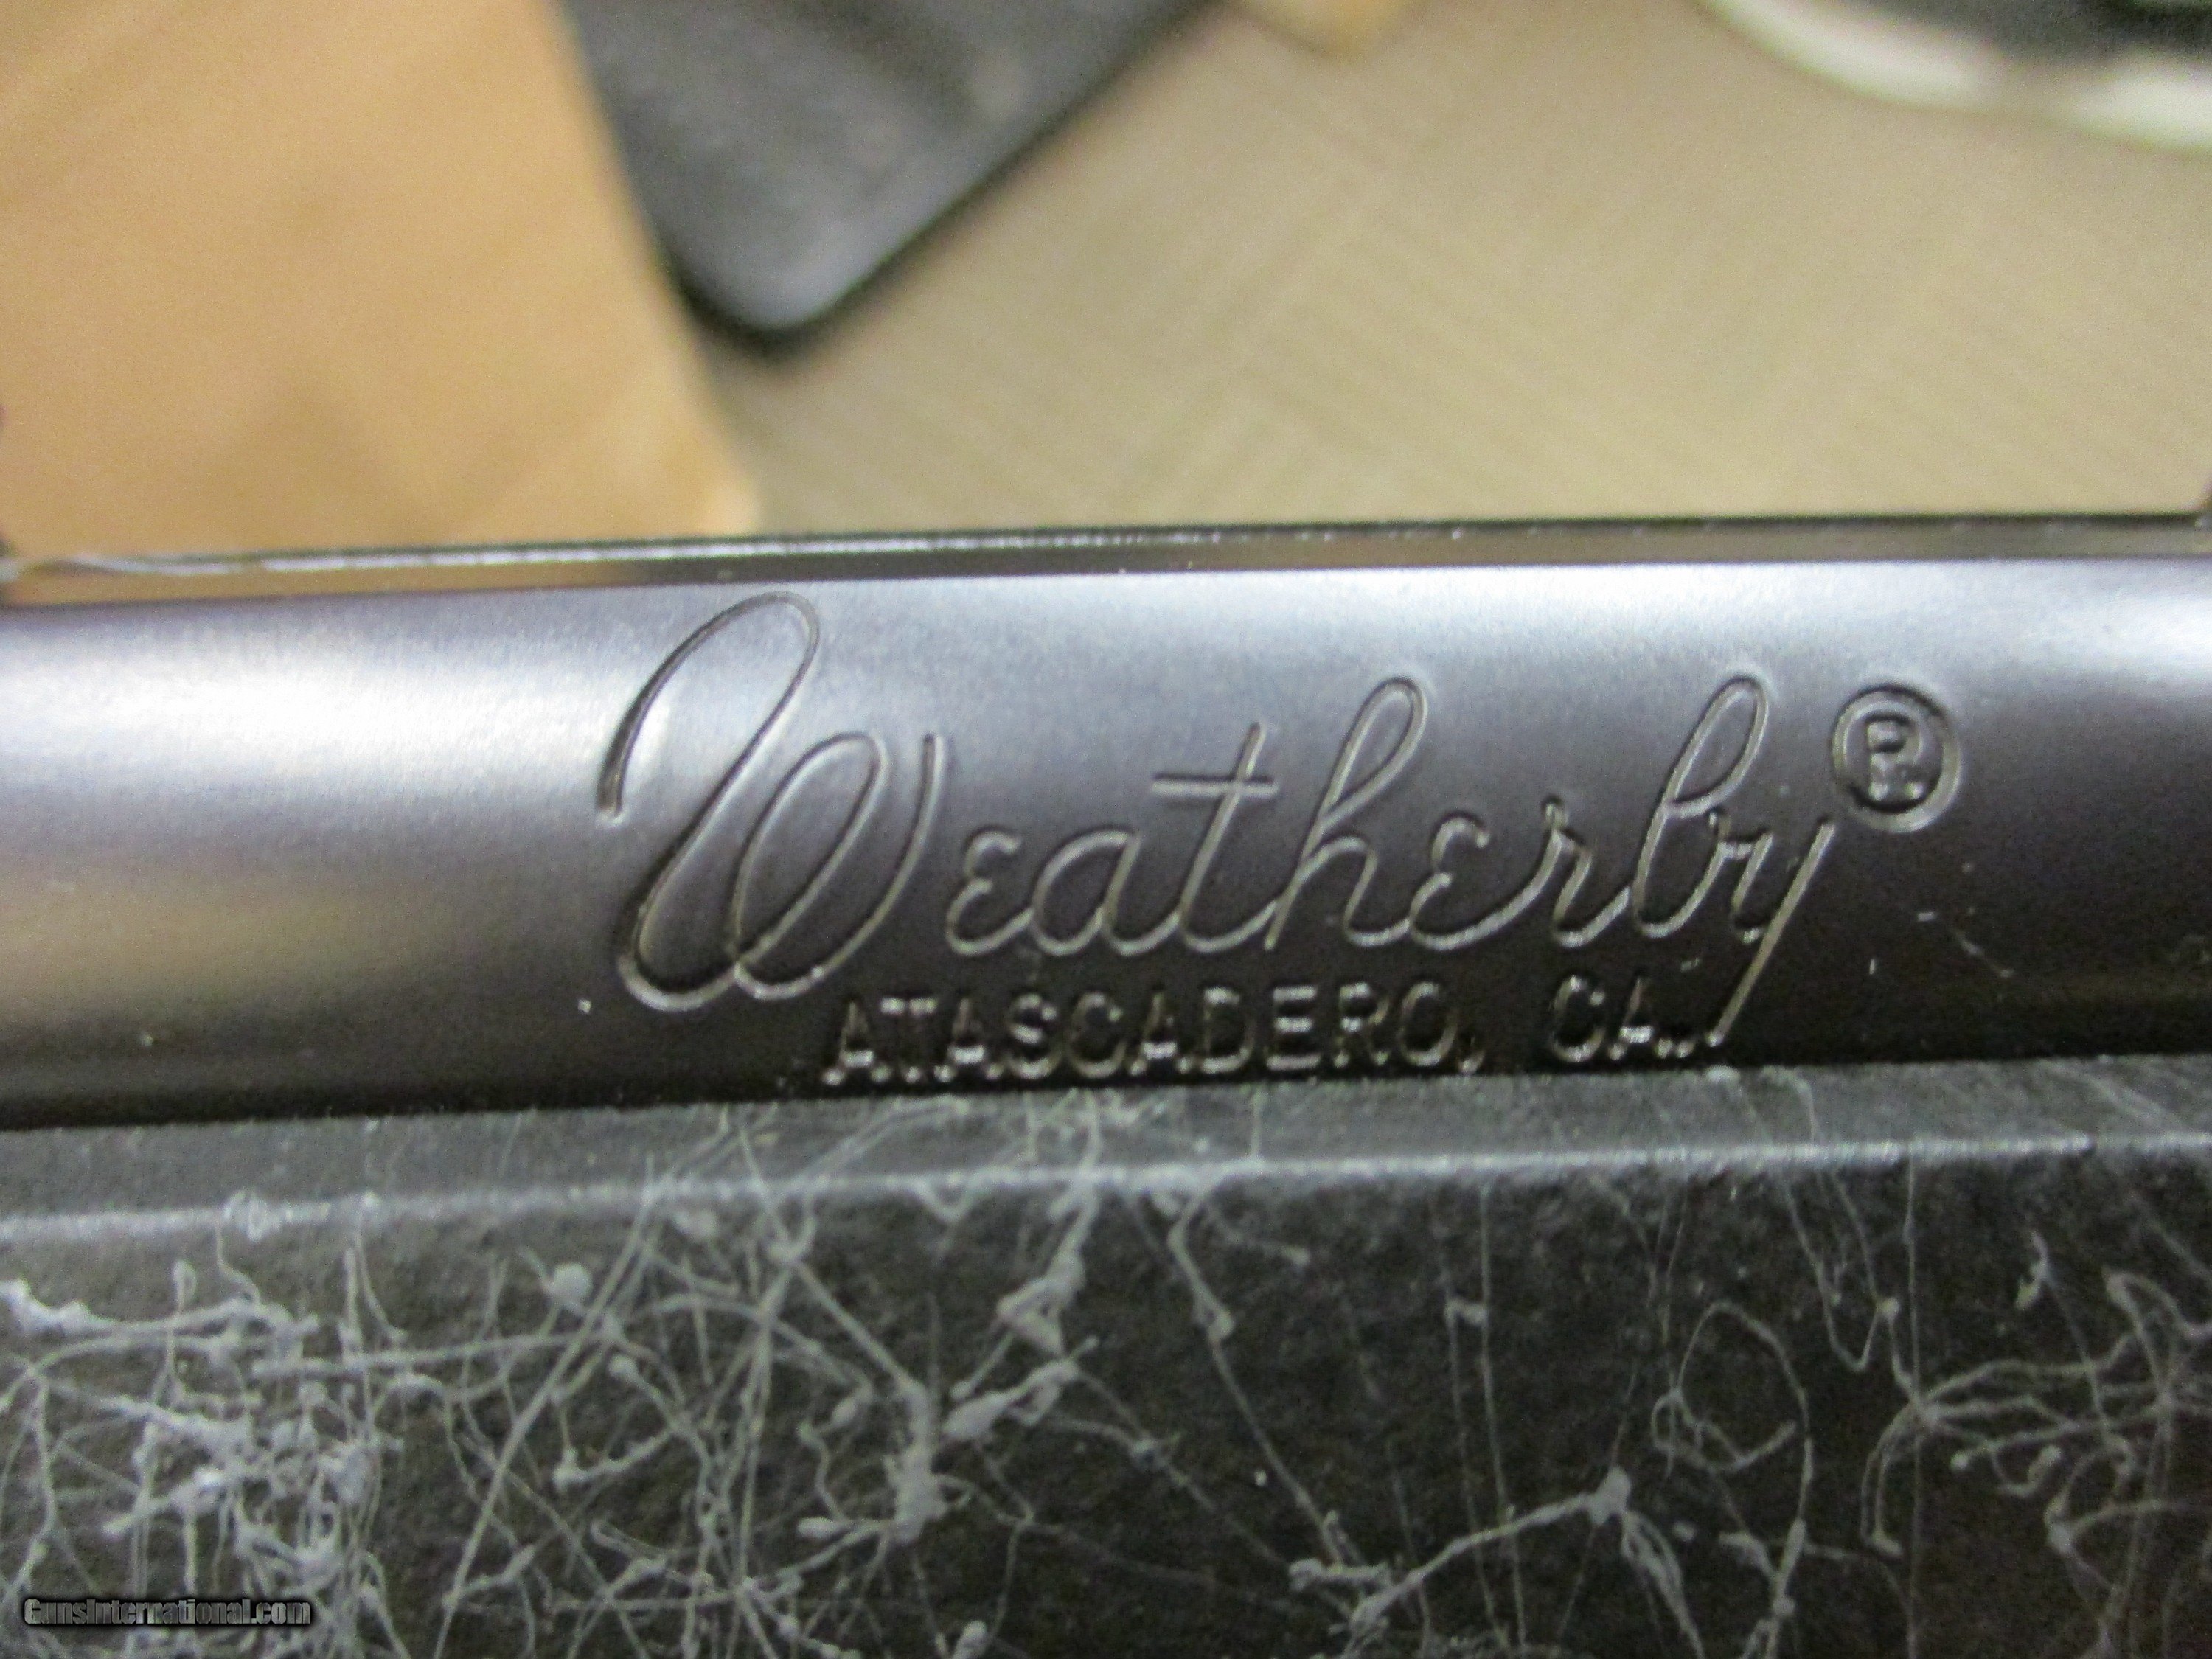 Weatherby®
ATASCADERO, CA.
GunsInternational.com